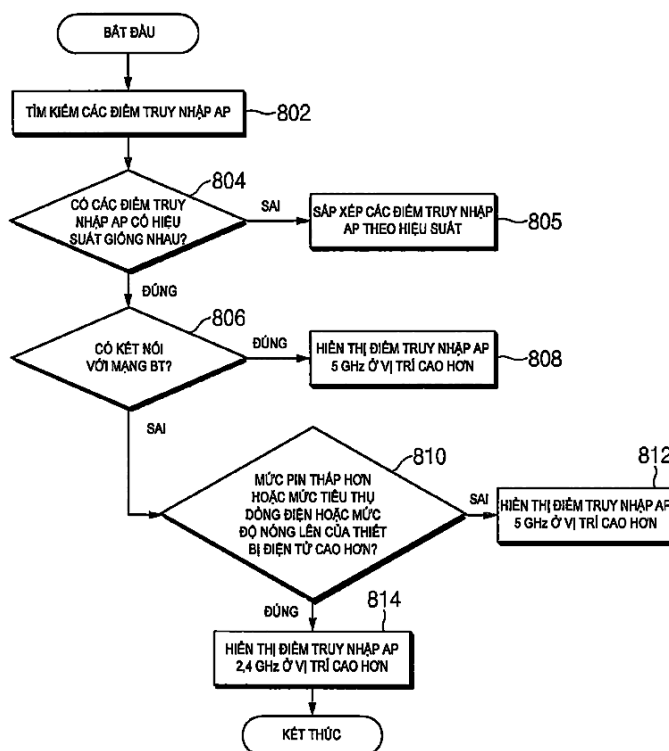 BẮT ĐẦU
TÌM KIẾM CÁC ĐIỂM TRUY NHẬP AP
802
804
CÓ CÁC ĐIỂM TRUY
NHẬP AP CÓ HIỆU
SUẤT GIỐNG NHAU?
SAI
SẮP XẾP CÁC ĐIỂM TRUY NHẬP
AP THEO HIỆU SUẤT
805
ĐÚNG
806
CÓ KẾT NỐI
VỚI MẠNG BT?
ĐÚNG
HIỂN THỊ ĐIỂM TRUY NHẬP AP
5 GHz Ở VỊ TRÍ CAO HƠN
808
SAI
810
MỨC PIN THẤP HƠN
HOẶC MỨC TIÊU THỤ
DÒNG ĐIỆN HOẶC MỨC
ĐỘ NÓNG LÊN CỦA THIẾT
BỊ ĐIỆN TỬ CAO HƠN?
SAI
812
HIỂN THỊ ĐIỂM TRUY NHẬP AP
5 GHz Ở VỊ TRÍ CAO HƠN
ĐÚNG
814
HIỂN THỊ ĐIỂM TRUY NHẬP AP
2,4 GHz Ở VỊ TRÍ CAO HƠN
KẾT THÚC